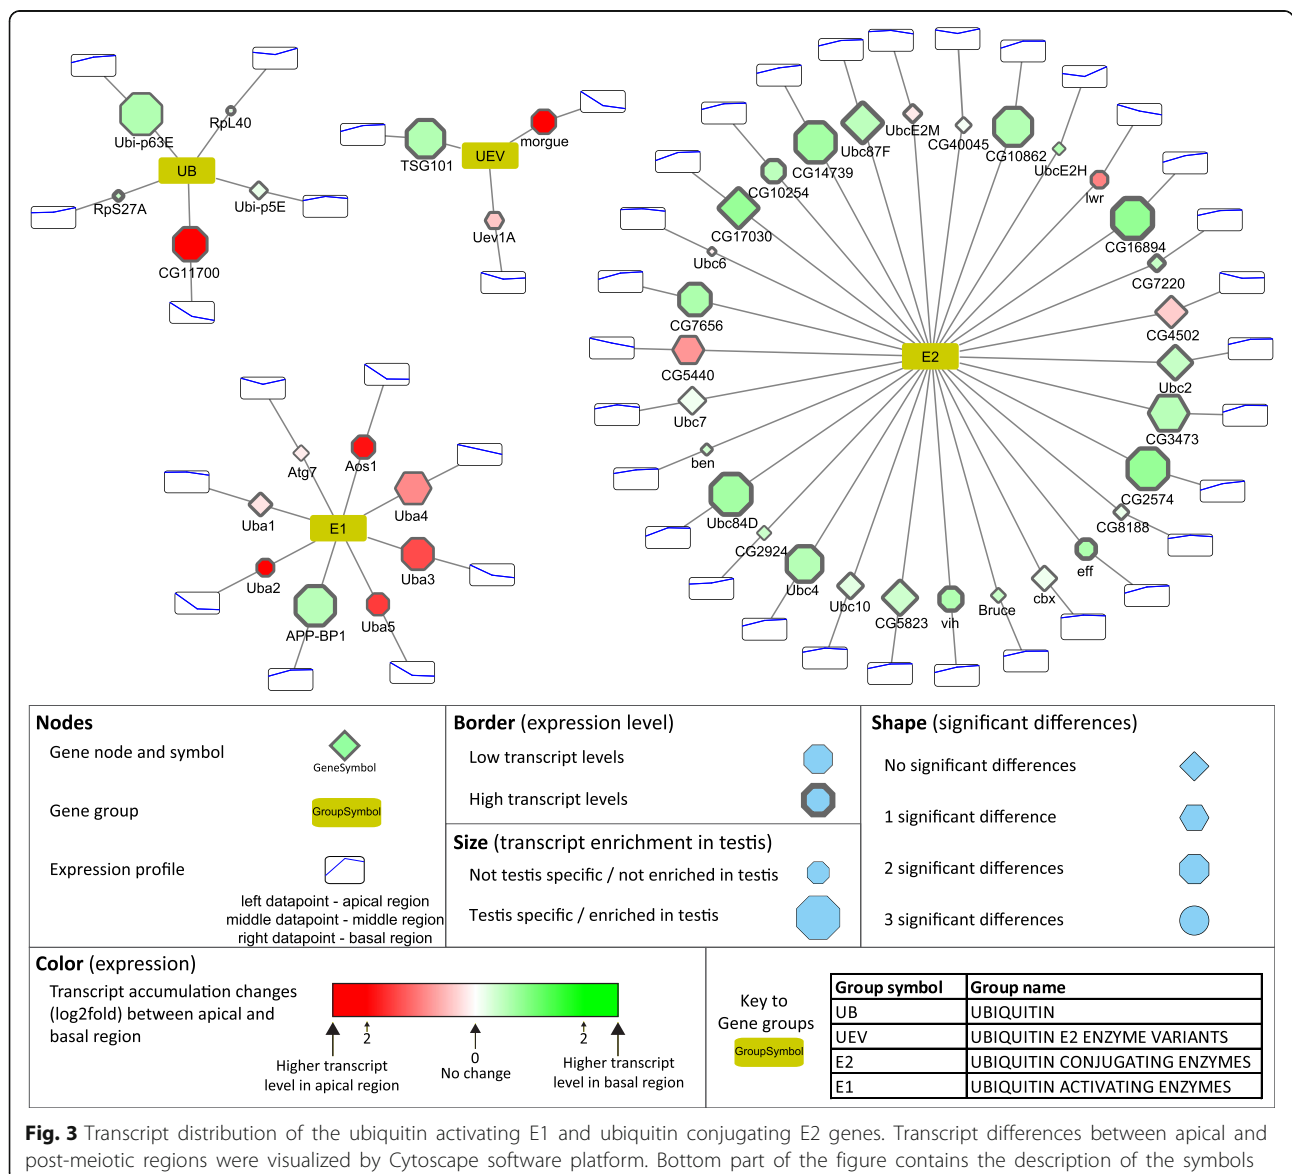 Ubi-p63E
RpL40
UB
RpS27A
Ubi-p5E
CG11700
TSG101
UEV
morgue
Uev1A
Atg7
Aos1
Uba1
Uba4
E1
Uba2
Uba3
APP-BP1
Uba5
UbcE2M
Ubc87F
CG40045
CG10862
CG14739
UbcE2H
CG10254
lwr
CG17030
CG16894
Ubc6
CG7220
CG7656
CG4502
E2
CG5440
Ubc2
Ubc7
CG3473
ben
CG2574
Ubc84D
CG8188
CG2924
eff
Ubc4
Ubc10
CG5823
vih
Bruce
cbx
Nodes
Gene node and symbol
GeneSymbol
Gene group
GroupSymbol
Expression profile
left datapoint - apical region
middle datapoint - middle region
right datapoint - basal region
Border (expression level)
Low transcript levels
High transcript levels
Size (transcript enrichment in testis)
Not testis specific / not enriched in testis
Testis specific / enriched in testis
Shape (significant differences)
No significant differences
1 significant difference
2 significant differences
3 significant differences
Color (expression)
Transcript accumulation changes
(log2fold) between apical and
basal region
2
0
2
Higher transcript
level in apical region
No change
Higher transcript
level in basal region
Key to
Gene groups
GroupSymbol
Group symbol Group name
UB UBIQUITIN
UEV UBIQUITIN E2 ENZYME VARIANTS
E2 UBIQUITIN CONJUGATING ENZYMES
E1 UBIQUITIN ACTIVATING ENZYMES
Fig. 3 Transcript distribution of the ubiquitin activating E1 and ubiquitin conjugating E2 genes. Transcript differences between apical and
post-meiotic regions were visualized by Cytoscape software platform. Bottom part of the figure contains the description of the symbols